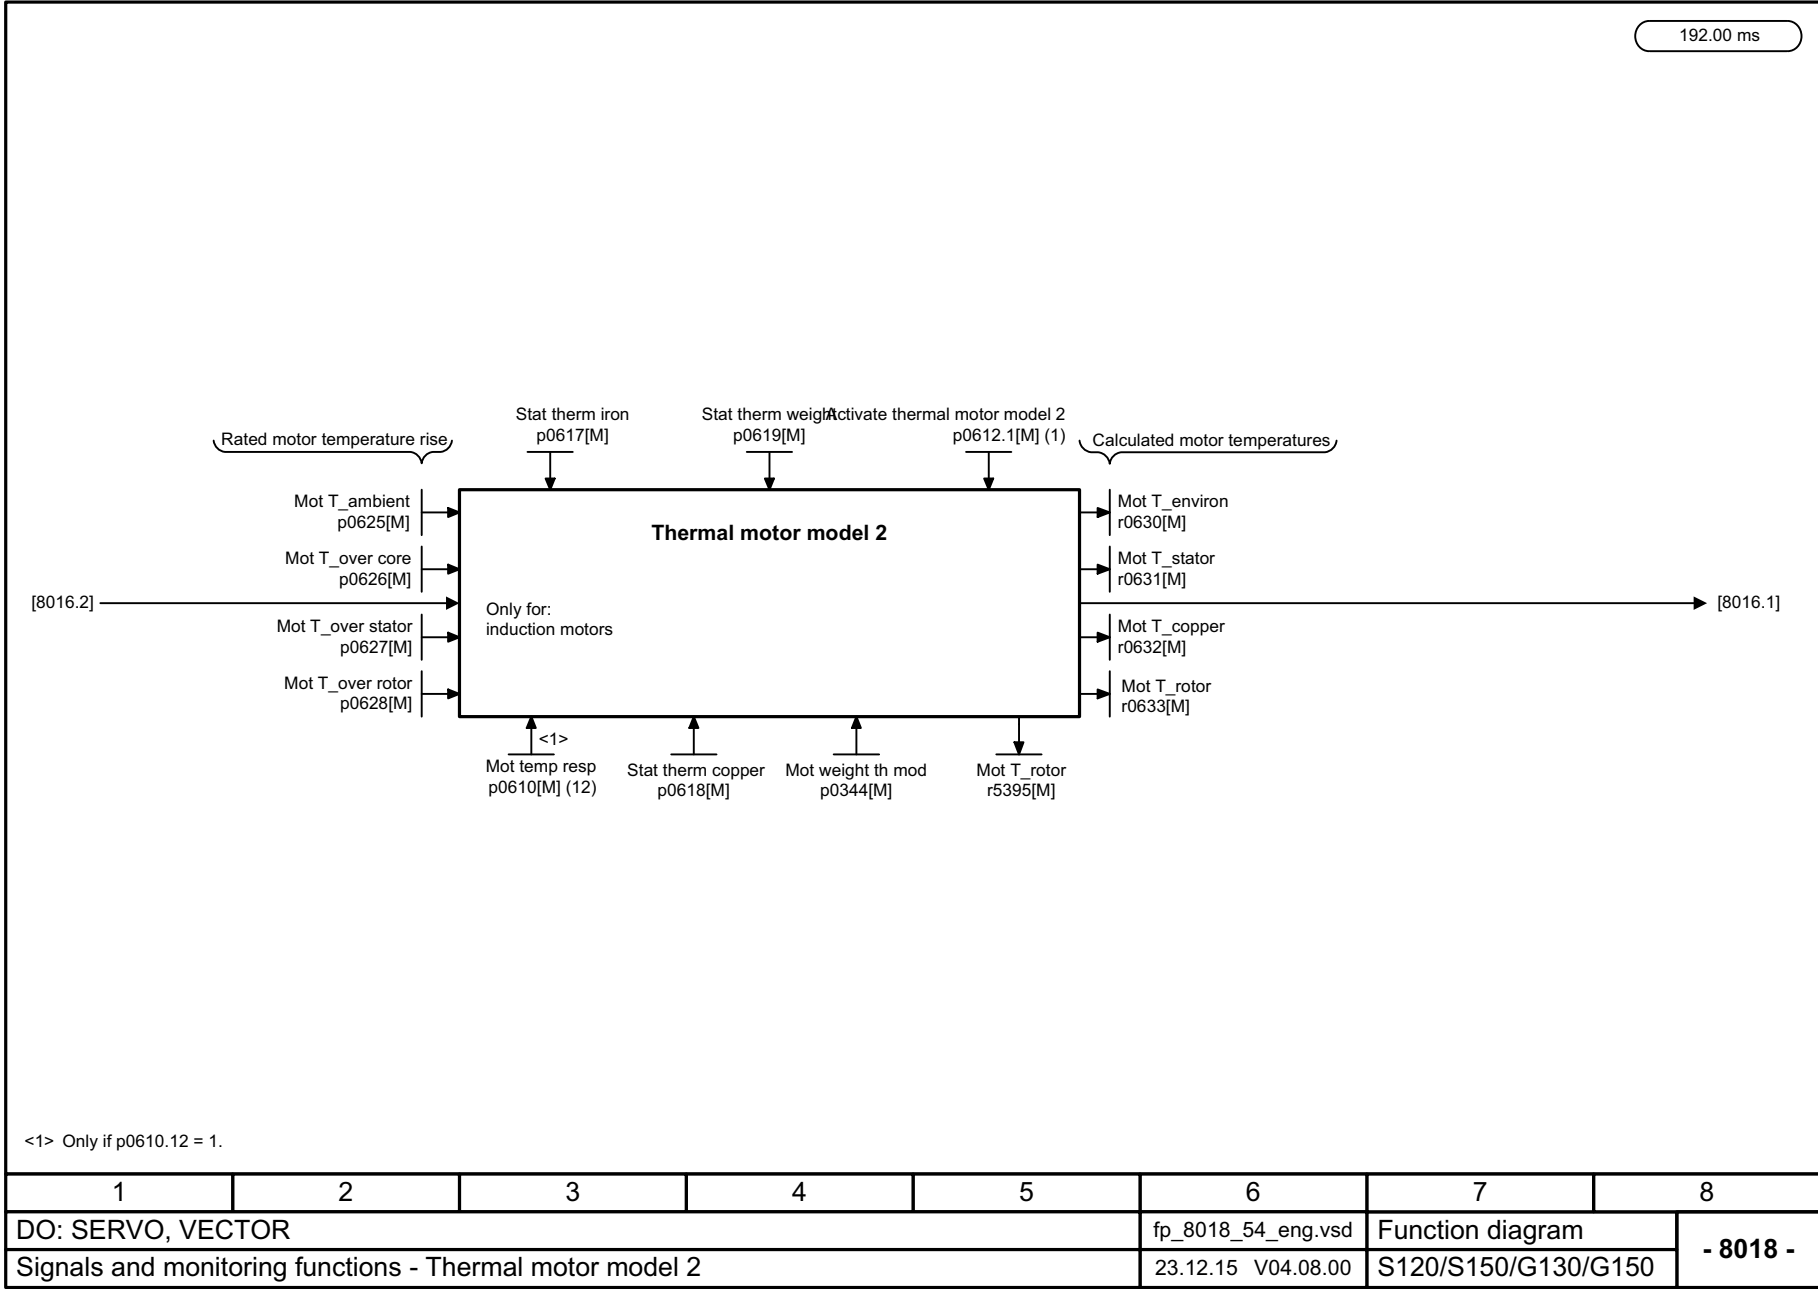 192.00 ms
Stat therm iron
p0617[M]
Stat therm weight
p0619[M]
Activate thermal motor model 2
p0612.1[M] (1)
Rated motor temperature rise
Calculated motor temperatures
Mot T_ambient
p0625[M]
Mot T_over core
p0626[M]
[8016.2]
Mot T_over stator
p0627[M]
Mot T_over rotor
p0628[M]
Thermal motor model 2
Only for:
induction motors
Mot T_environ
r0630[M]
Mot T_stator
r0631[M]
[8016.1]
Mot T_copper
r0632[M]
Mot T_rotor
r0633[M]
<1>
Mot temp resp
p0610[M] (12)
Stat therm copper
p0618[M]
Mot weight th mod
p0344[M]
Mot T_rotor
r5395[M]
<1> Only if p0610.12 = 1.
1 2 3 4 5 6 7 8
DO: SERVO, VECTOR
fp_8018_54_eng.vsd
Function diagram
- 8018 -
Signals and monitoring functions - Thermal motor model 2
23.12.15 V04.08.00
S120/S150/G130/G150